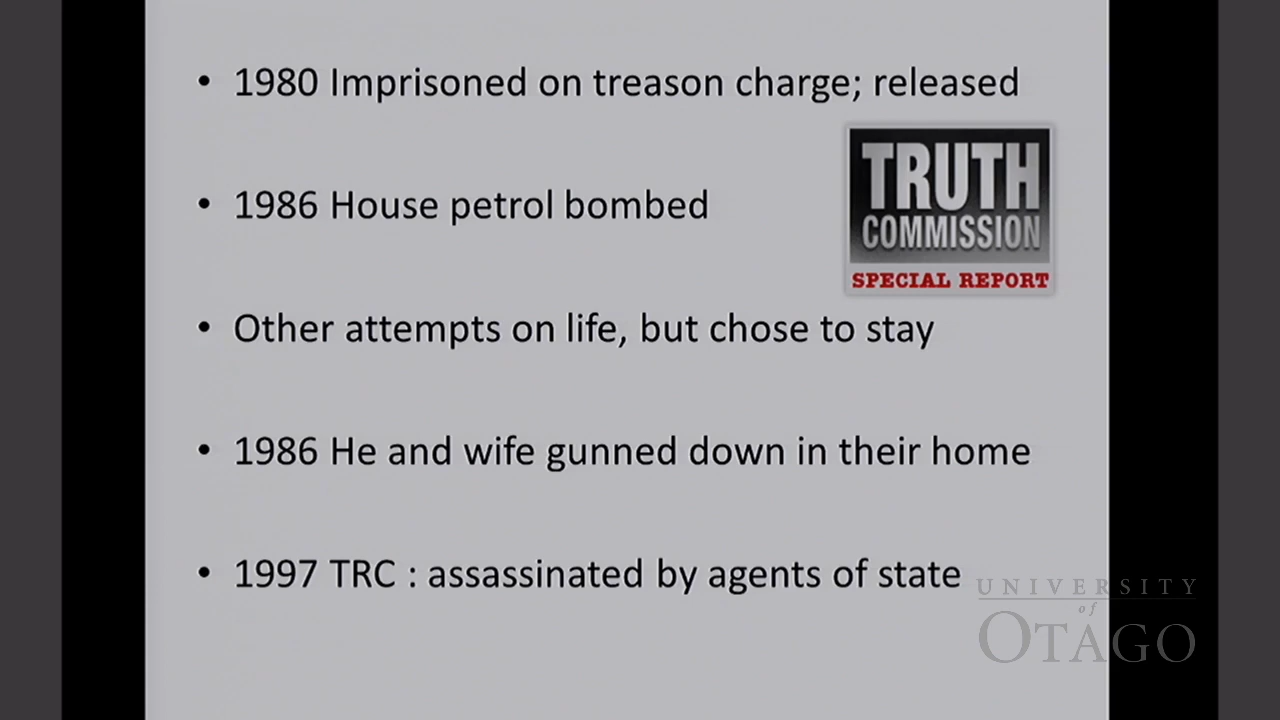 • 1980 Imprisoned on treason charge; released
TRUTH
COMMISSION
SPECIAL REPORT
• 1986 House petrol bombed
• Other attempts on life, but chose to stay
• 1986 He and wife gunned down in their home
• 1997 TRC : assassinated by agents of state
UNIVERSITY
of
OTAGO